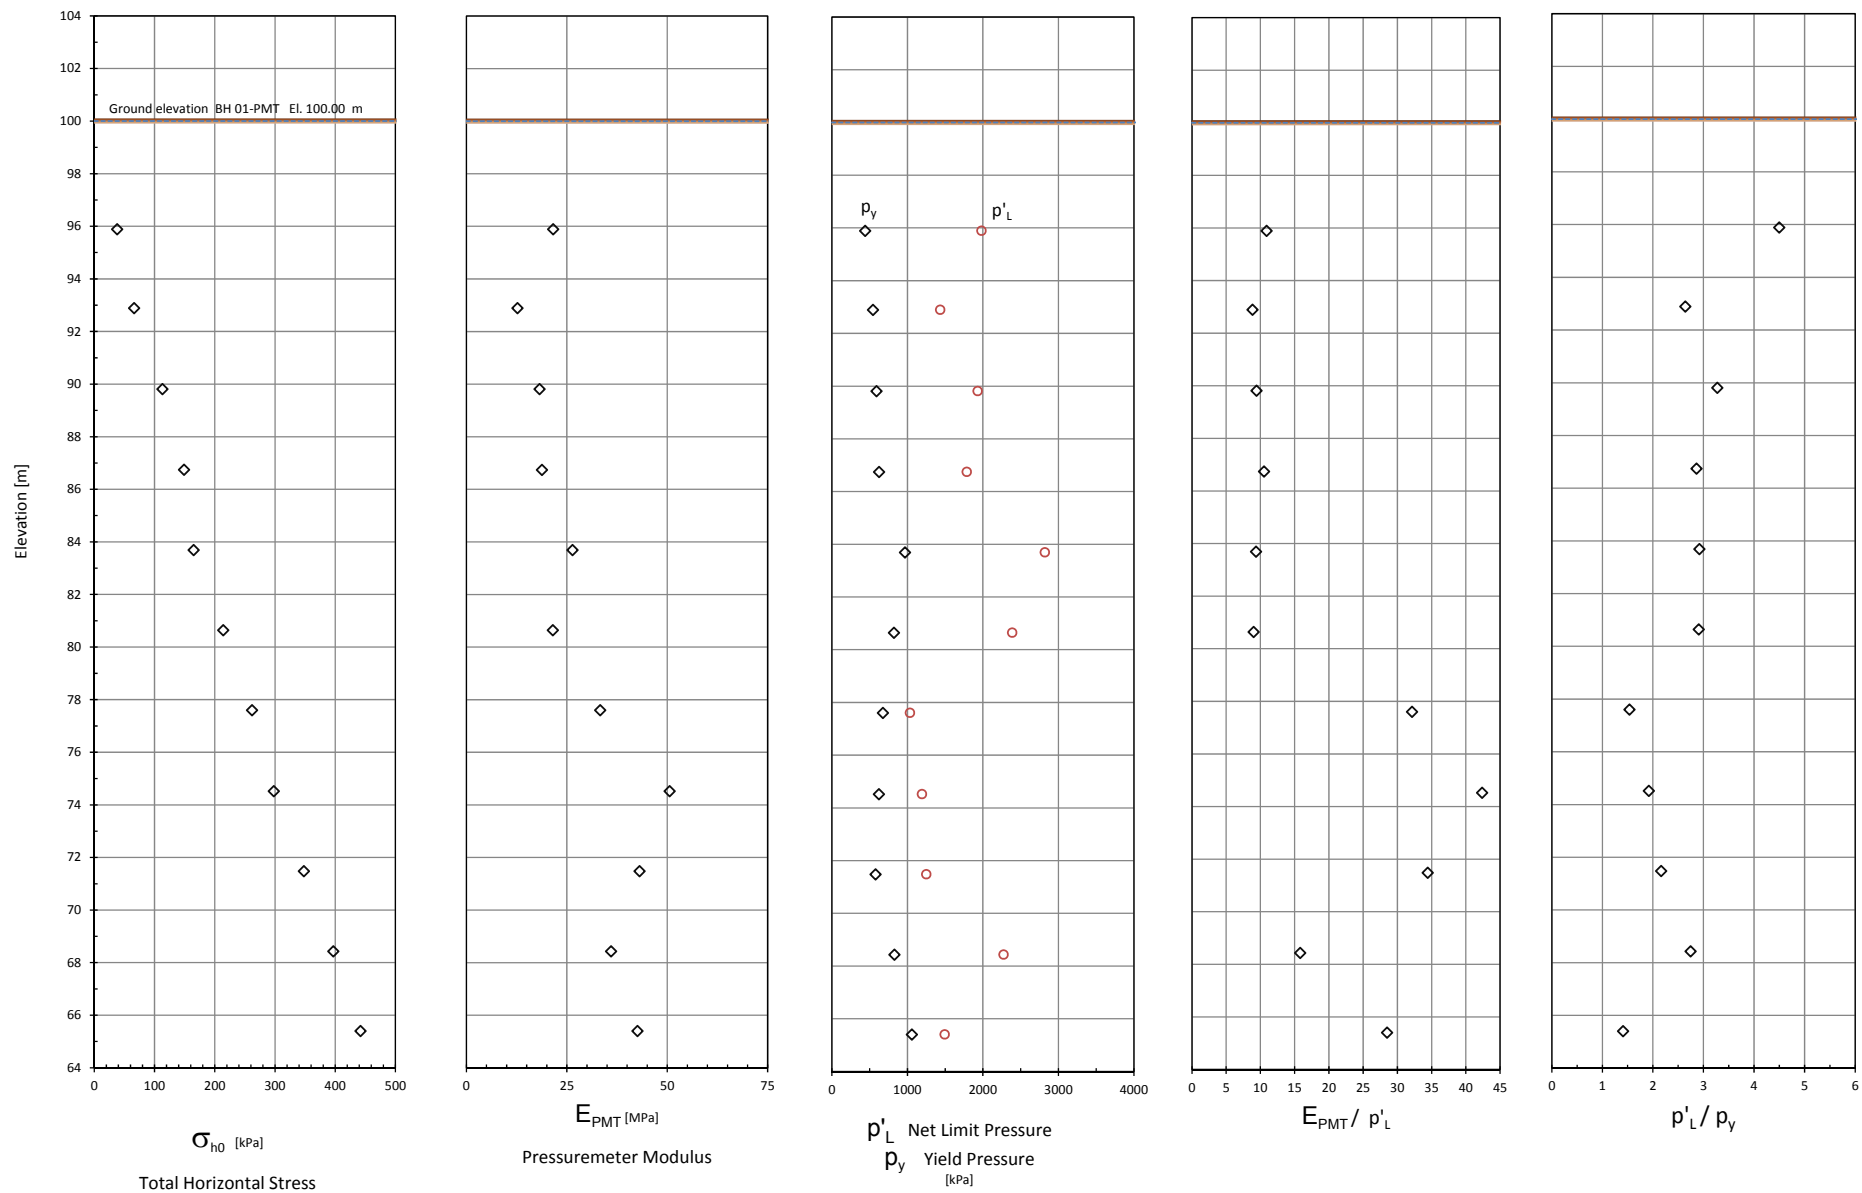 104
102
100
98
96
94
92
90
88
86
84
82
80
78
76
74
72
70
68
66
64
Elevation [m]
Ground elevation BH 01-PMT El. 100.00 m
0 100 200 300 400 500
σh0 [kPa]
Total Horizontal Stress
0 25 50 75
EPMT [MPa]
Pressuremeter Modulus
py p'L
0 1000 2000 3000 4000
p'L Net Limit Pressure
py Yield Pressure
[kPa]
0 5 10 15 20 25 30 35 40 45
EPMT / p'L
0 1 2 3 4 5 6
p'L / py